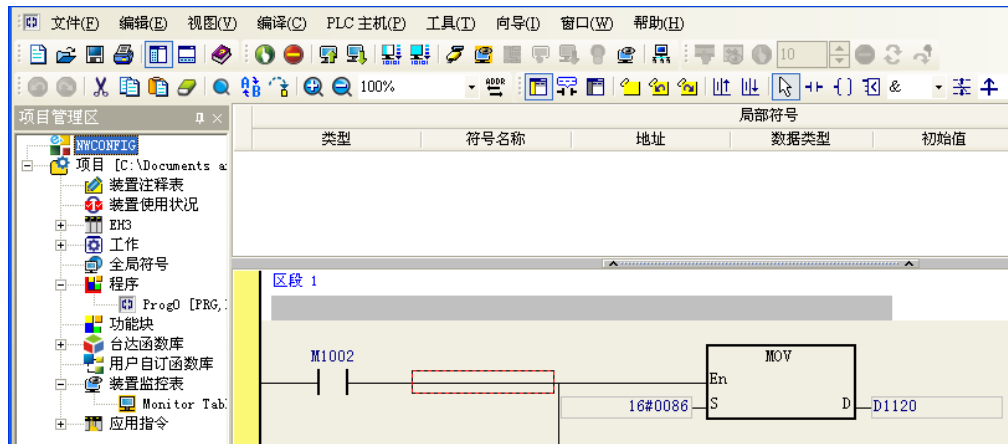 文件(F) 编辑(E) 视图(V) 编译(C) PLC 主机(P) 工具(T) 向导(I) 窗口(W) 帮助(H)
10
100% ADDR &
项目管理区
局部符号
类型 符号名称 地址 数据类型 初始值
NWCONFIG
项目 [C:\Documents a
装置注释表
装置使用状况
EH3
工作
全局符号
程序
Prog0 [PRG,
功能块
台达函数库
用户自订函数库
装置监控表
Monitor Tab
应用指令
区段 1
M1002
MOV
En
16#0086 S D D1120